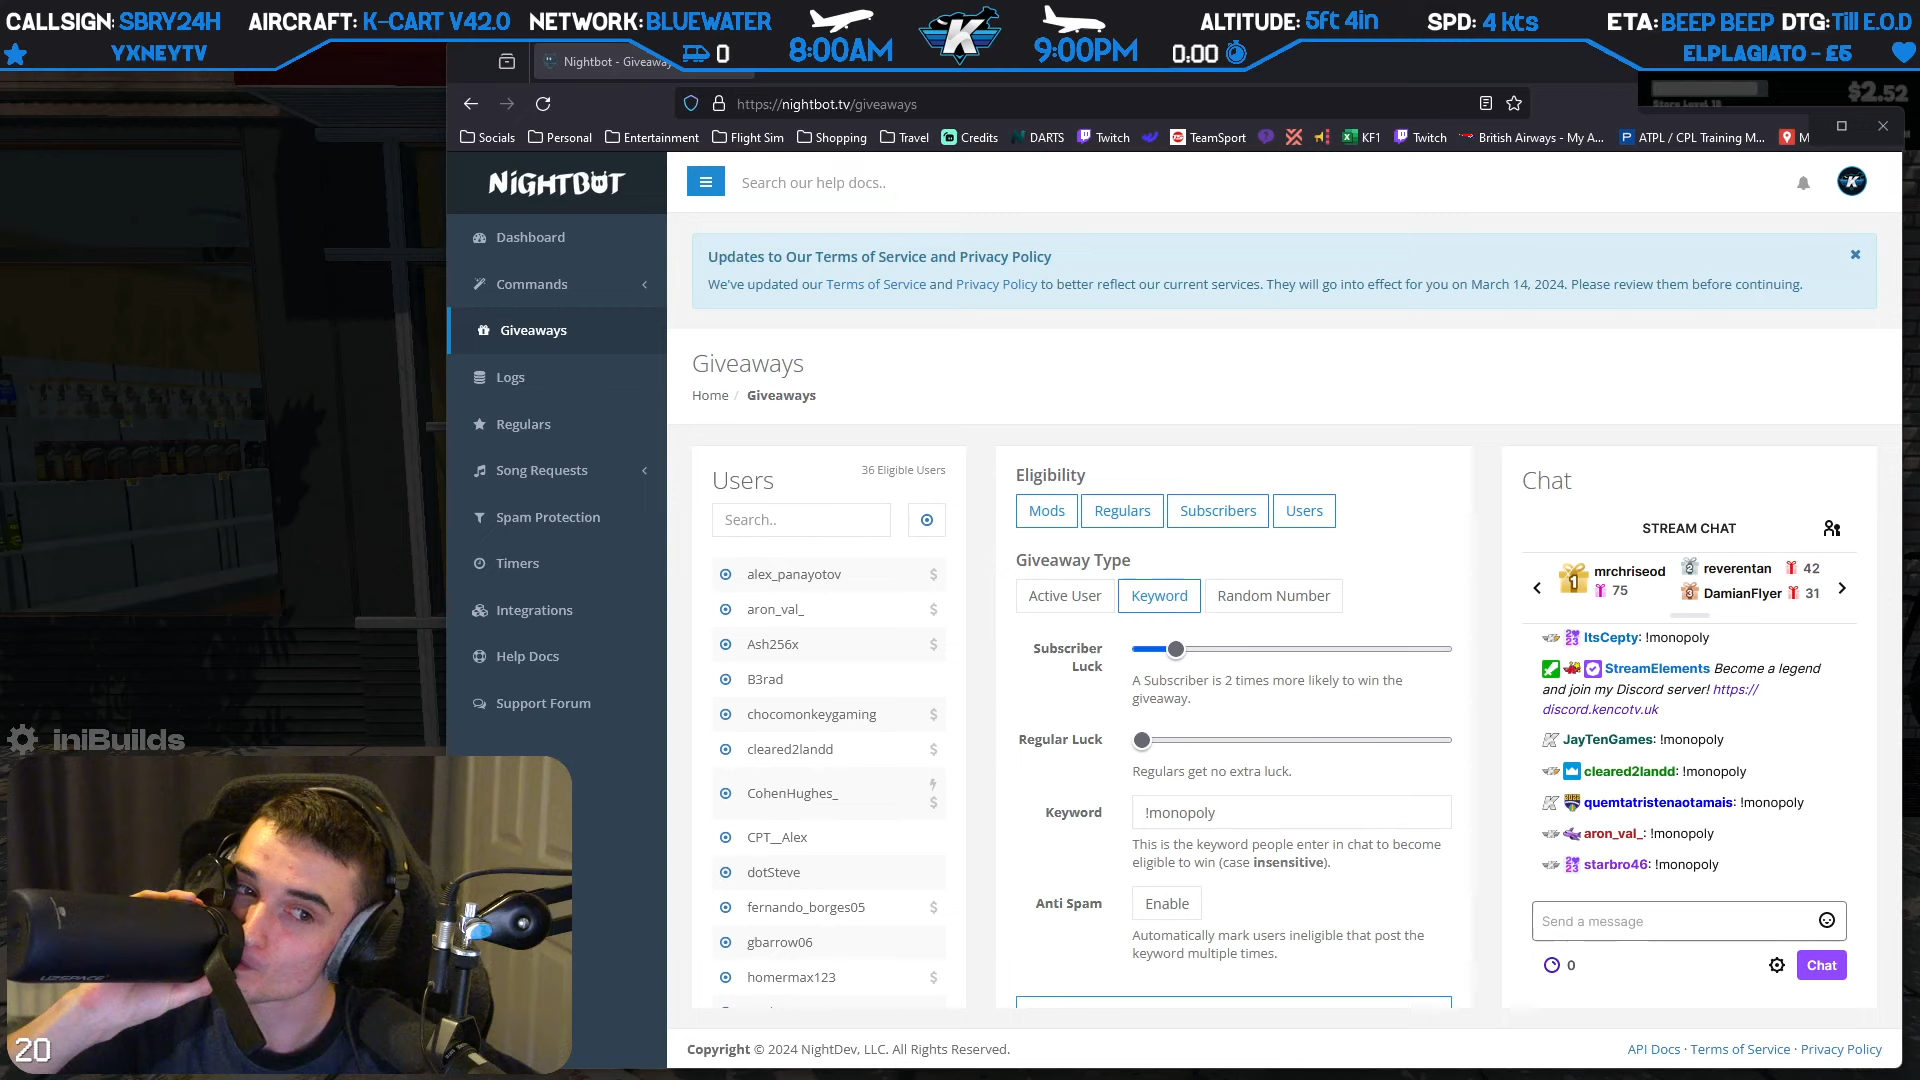 CALLSIGN: SBRY24H
AIRCRAFT: K-CART V42.0
NETWORK: BLUEWATER
ALTITUDE: 5ft 4in
SPD: 4 kts
ETA: BEEP BEEP DTG: Till E.O.D
YXNEYTV
0
8:00AM
K
9:00PM
0.00
ELPLAGIATO - £5
Nightbot - Giveaway
$2.52
https://nightbot.tv/giveaways
Socials
Personal
Entertainment
Flight Sim
Shopping
Travel
Credits
DARTS
Twitch
TeamSport
KF1
Twitch
British Airways - My A...
ATPL / CPL Training M...
M
NIGHTBOT
Search our help docs..
Dashboard
Commands
Giveaways
Logs
Regulars
Song Requests
Spam Protection
Timers
Integrations
Help Docs
Support Forum
Updates to Our Terms of Service and Privacy Policy
We've updated our Terms of Service and Privacy Policy to better reflect our current services. They will go into effect for you on March 14, 2024. Please review them before continuing.
Giveaways
Home / Giveaways
Users
36 Eligible Users
Search..
alex_panayotov $
aron_val_ $
Ash256x $
B3rad
chocomonkeygaming $
cleared2landd $
CohenHughes_ $
CPT__Alex
dotSteve
fernando_borges05 $
gbarrow06
homermax123 $
Eligibility
Mods
Regulars
Subscribers
Users
Giveaway Type
Active User
Keyword
Random Number
Subscriber
Luck
A Subscriber is 2 times more likely to win the
giveaway.
Regular Luck
Regulars get no extra luck.
Keyword
!monopoly
This is the keyword people enter in chat to become
eligible to win (case insensitive).
Anti Spam
Enable
Automatically mark users ineligible that post the
keyword multiple times.
Chat
STREAM CHAT
1
mrchriseod
75
2
reverentan
42
3
DamianFlyer
31
ItsCepty: !monopoly
StreamElements Become a legend
and join my Discord server! https://
discord.kencotv.uk
JayTenGames: !monopoly
cleared2landd: !monopoly
quemtatristenaotamais: !monopoly
aron_val_: !monopoly
starbro46: !monopoly
Send a message
0
Chat
Copyright © 2024 NightDev, LLC. All Rights Reserved.
API Docs · Terms of Service · Privacy Policy
iniBuilds
20